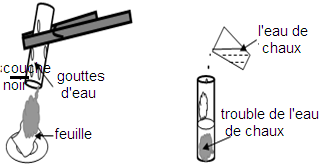 couche
noir
gouttes
d'eau
feuille
l'eau de
chaux
trouble de l'eau
de chaux